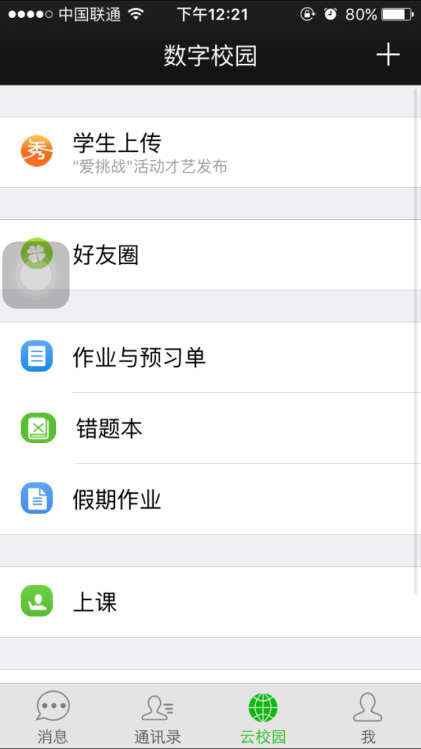 中国联通 下午12:21 80%
数字校园
秀 学生上传
"爱挑战"活动才艺发布
好友圈
作业与预习单
错题本
假期作业
上课
消息 通讯录 云校园 我